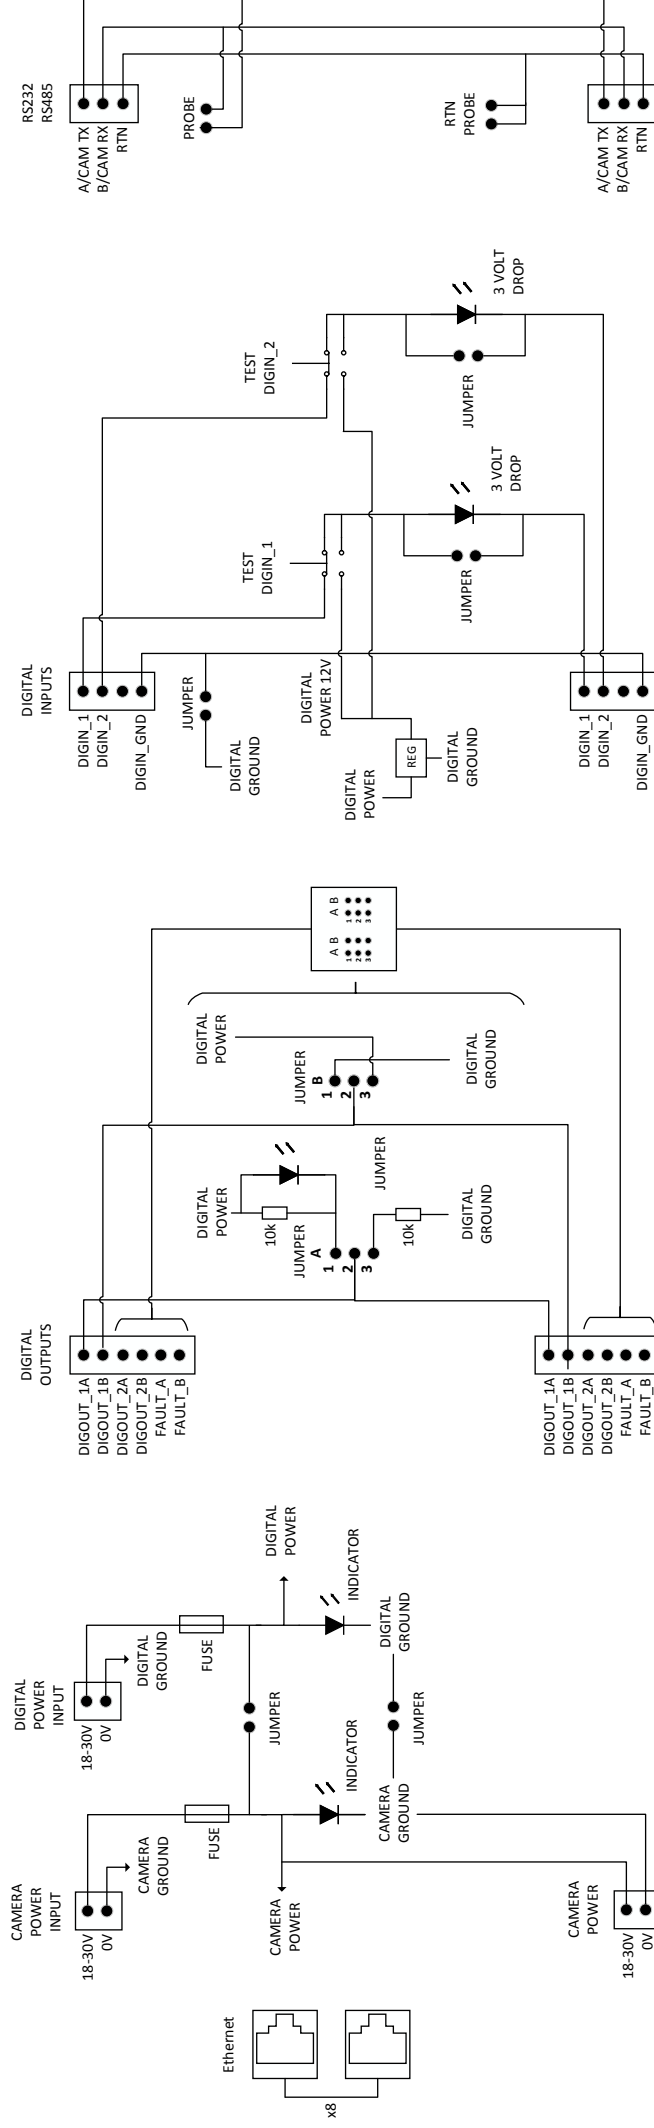 Ethernet
x8
CAMERA
POWER
INPUT
18-30V
0V
CAMERA
GROUND
FUSE
CAMERA
POWER
INDICATOR
CAMERA
GROUND
CAMERA
POWER
18-30V
0V
DIGITAL
POWER
INPUT
18-30V
0V
DIGITAL
GROUND
FUSE
JUMPER
DIGITAL
POWER
INDICATOR
DIGITAL
GROUND
JUMPER
DIGITAL
OUTPUTS
DIGOUT_1A
DIGOUT_1B
DIGOUT_2A
DIGOUT_2B
FAULT_A
FAULT_B
DIGITAL
POWER
10k
JUMPER
A
1
2
3
10k
DIGITAL
GROUND
JUMPER
DIGITAL
POWER
JUMPER
B
1
2
3
DIGITAL
GROUND
A B
1
2
3
A B
1
2
3
DIGOUT_1A
DIGOUT_1B
DIGOUT_2A
DIGOUT_2B
FAULT_A
FAULT_B
DIGITAL
INPUTS
DIGIN_1
DIGIN_2
DIGIN_GND
JUMPER
DIGITAL
GROUND
DIGITAL
POWER 12V
DIGITAL
POWER
REG
DIGITAL
GROUND
TEST
DIGIN_1
JUMPER
3 VOLT
DROP
TEST
DIGIN_2
JUMPER
3 VOLT
DROP
DIGIN_1
DIGIN_2
DIGIN_GND
RS232
RS485
A/CAM TX
B/CAM RX
RTN
PROBE
RTN
PROBE
A/CAM TX
B/CAM RX
RTN